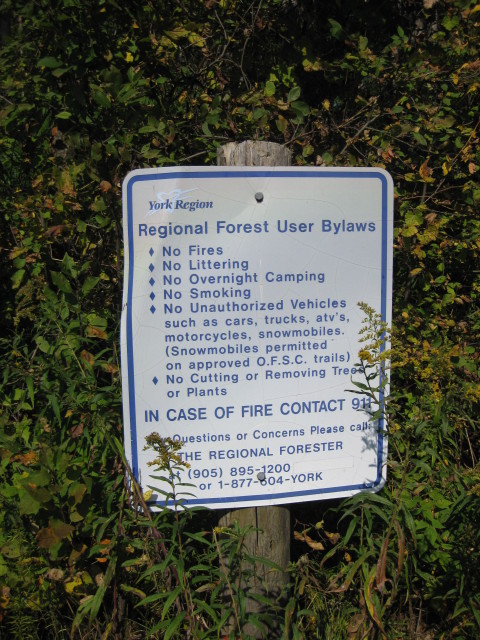 York Region
Regional Forest User Bylaws
♦ No Fires
♦ No Littering
♦ No Overnight Camping
♦ No Smoking
♦ No Unauthorized Vehicles
such as cars, trucks, atv's,
motorcycles, snowmobiles.
(Snowmobiles permitted
on approved O.F.S.C. trails)
♦ No Cutting or Removing Trees
or Plants
IN CASE OF FIRE CONTACT 911
Questions or Concerns Please call:
THE REGIONAL FORESTER
(905) 895-1200
or 1-877-604-YORK